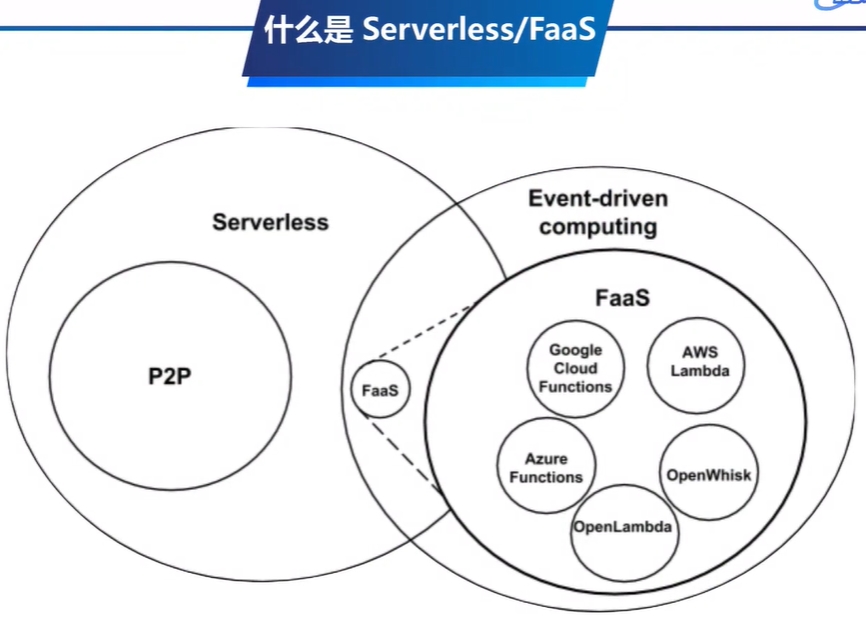 什么是 Serverless/FaaS
Serverless
P2P
FaaS
Event-driven
computing
FaaS
Google
Cloud
Functions
AWS
Lambda
Azure
Functions
OpenWhisk
OpenLambda